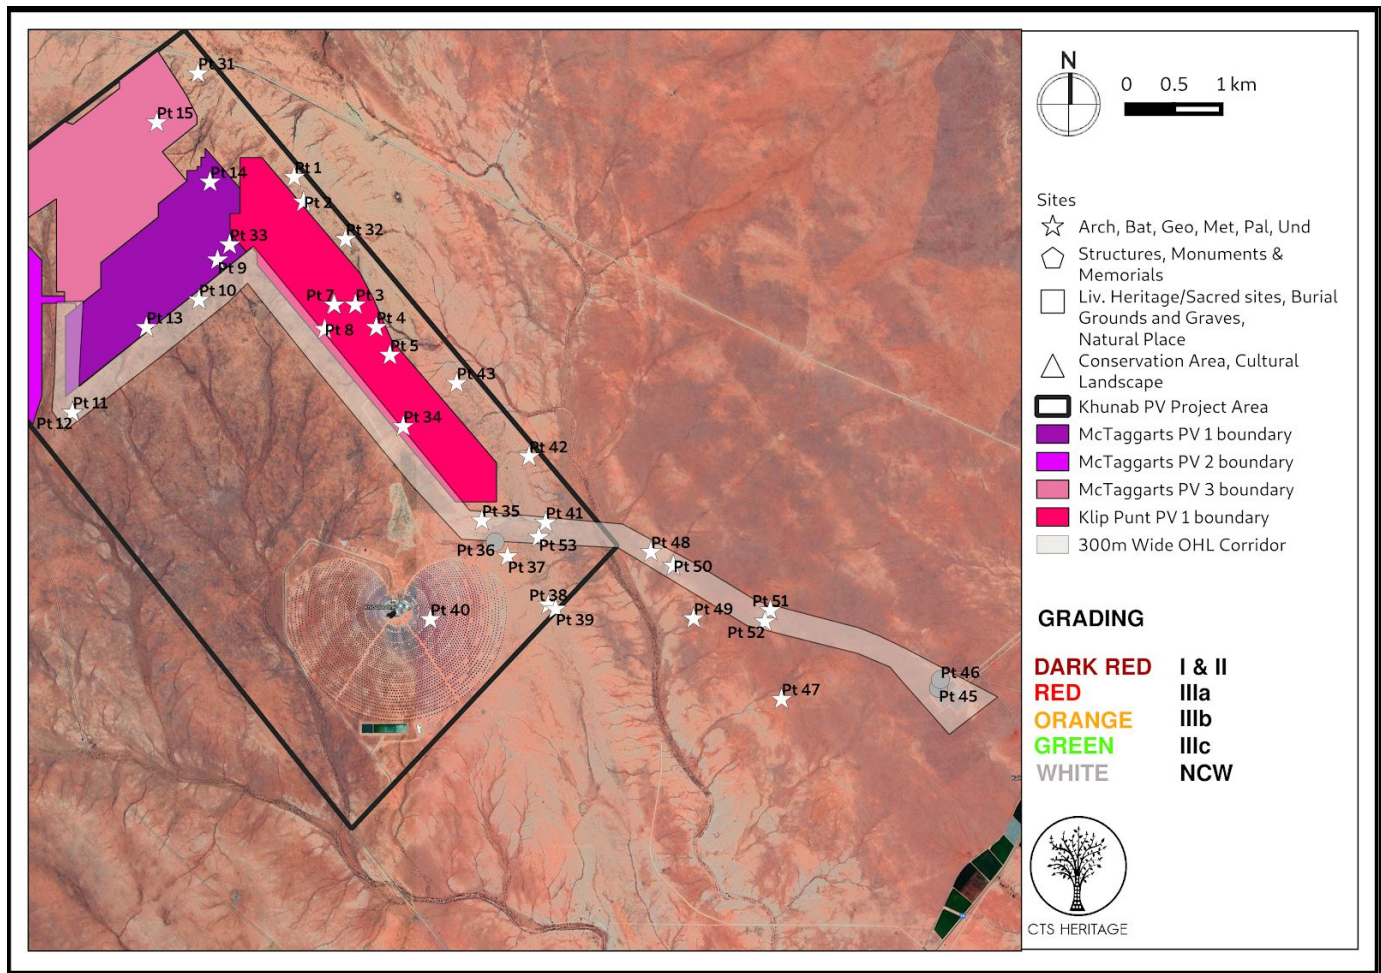 Pt 31
Pt 15
Pt 1
Pt 14
Pt 2
Pt 32
Pt 33
Pt 9
Pt 10
Pt 7
Pt 3
Pt 13
Pt 8
Pt 4
Pt 5
Pt 43
Pt 11
Pt 12
Pt 34
Pt 42
Pt 35
Pt 41
Pt 36
Pt 53
Pt 37
Pt 48
Pt 50
Pt 38
Pt 39
Pt 40
Pt 49
Pt 51
Pt 52
Pt 46
Pt 45
Pt 47
N
0 0.5 1 km
Sites
Arch, Bat, Geo, Met, Pal, Und
Structures, Monuments &
Memorials
Liv. Heritage/Sacred sites, Burial
Grounds and Graves,
Natural Place
Conservation Area, Cultural
Landscape
Khunab PV Project Area
McTaggarts PV 1 boundary
McTaggarts PV 2 boundary
McTaggarts PV 3 boundary
Klip Punt PV 1 boundary
300m Wide OHL Corridor
GRADING
DARK RED I & II
RED IIIa
ORANGE IIIb
GREEN IIIc
WHITE NCW
CTS HERITAGE